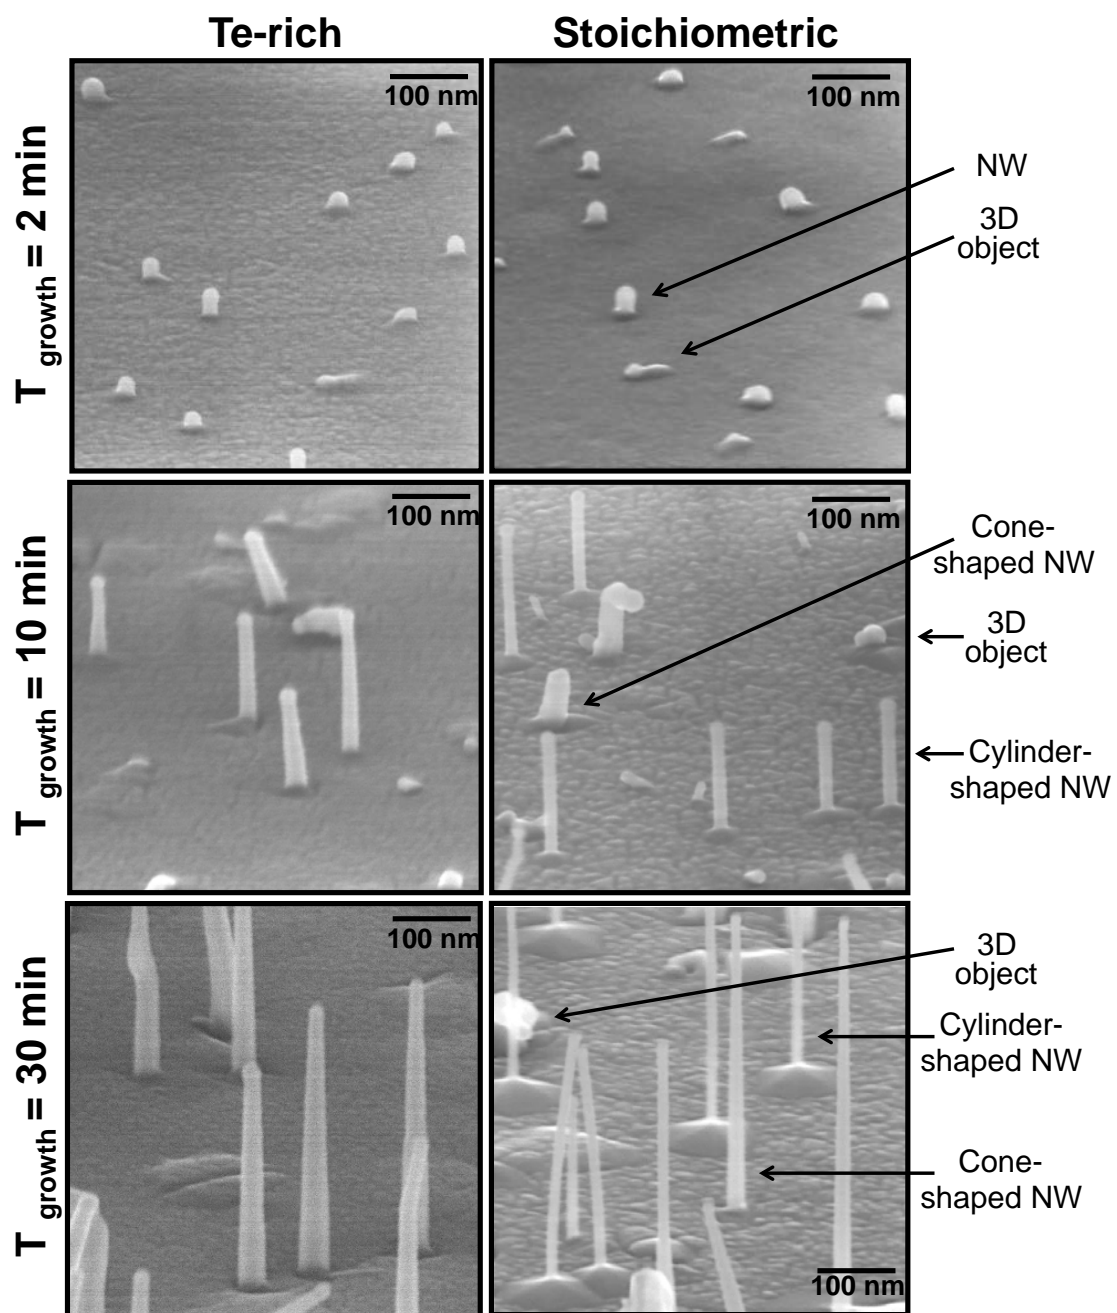 Te-rich
Stoichiometric
T growth = 2 min
100 nm
100 nm
NW
3D
object
T growth = 10 min
100 nm
100 nm
Cone-
shaped NW
3D
object
Cylinder-
shaped NW
T growth = 30 min
100 nm
3D
object
Cylinder-
shaped NW
Cone-
shaped NW
100 nm